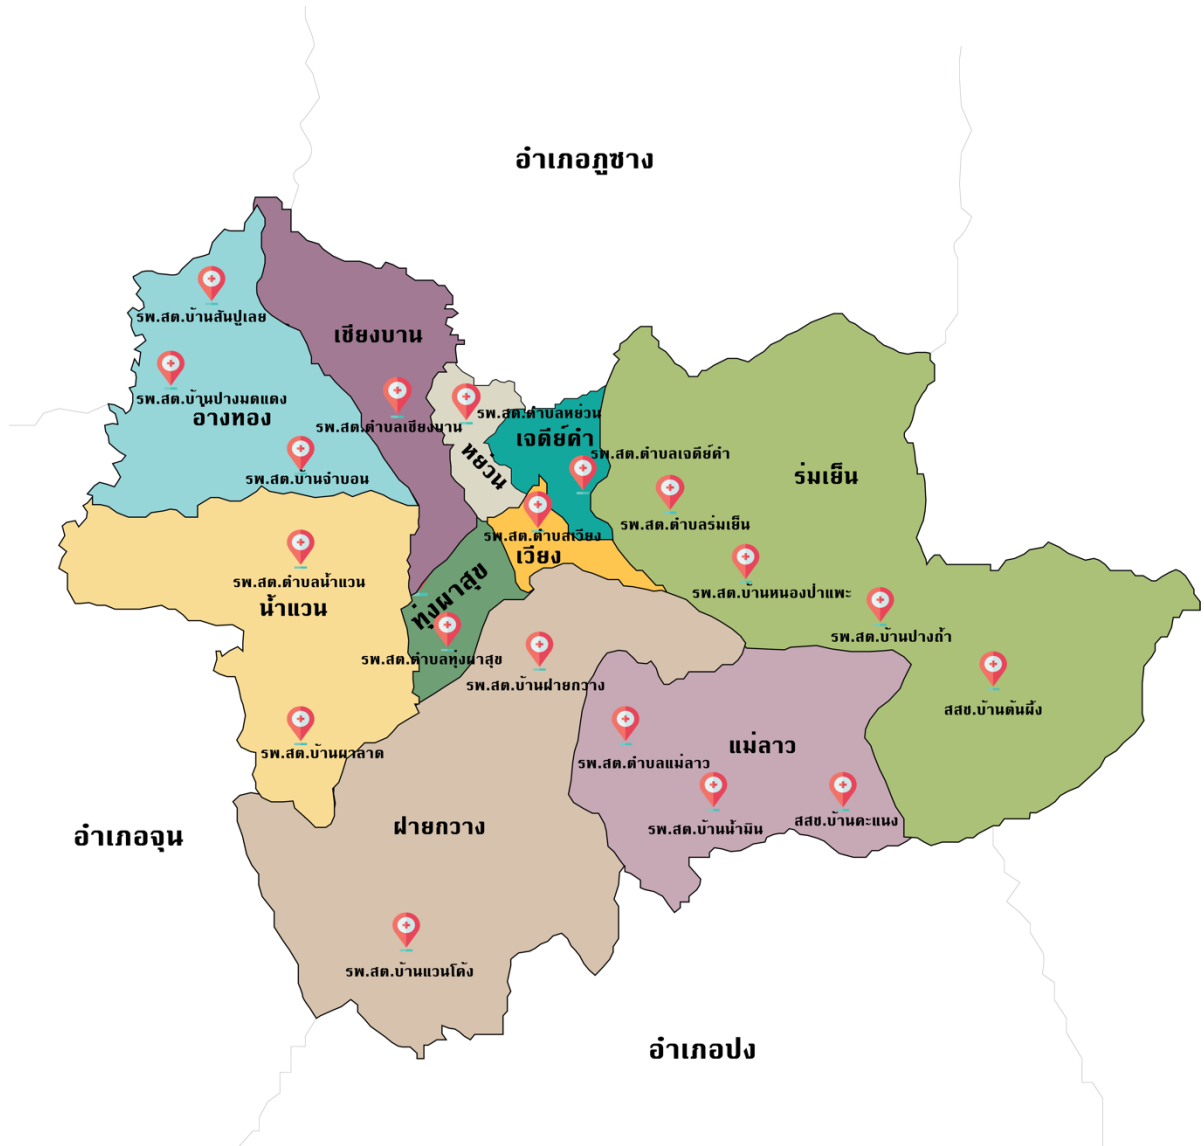 อำเภอภูซาง
รพ.สต.บ้านสันปูเลย
เชียงบาน
รพ.สต.บ้านปางมดแดง
อ่างทอง
รพ.สต.ตำบลเชียงบาน
รพ.สต.ตำบลหย่วน
เจดีย์คำ
รพ.สต.ตำบลเจดีย์คำ
หย่วน
ร่มเย็น
รพ.สต.บ้านจำบอน
รพ.สต.ตำบลร่มเย็น
รพ.สต.ตำบลเวียง
เวียง
รพ.สต.ตำบลน้ำแวน
น้ำแวน
ทุ่งผาสุข
รพ.สต.บ้านหนองป่าแพะ
รพ.สต.บ้านปางถ้ำ
รพ.สต.ตำบลทุ่งผาสุข
รพ.สต.บ้านฝายกวาง
สสช.บ้านต้นผึ้ง
รพ.สต.บ้านผาลาด
แม่ลาว
รพ.สต.ตำบลแม่ลาว
อำเภอจุน
ฝายกวาง
รพ.สต.บ้านน้ำมิน
สสช.บ้านคะแนง
รพ.สต.บ้านแวนโค้ง
อำเภอปง